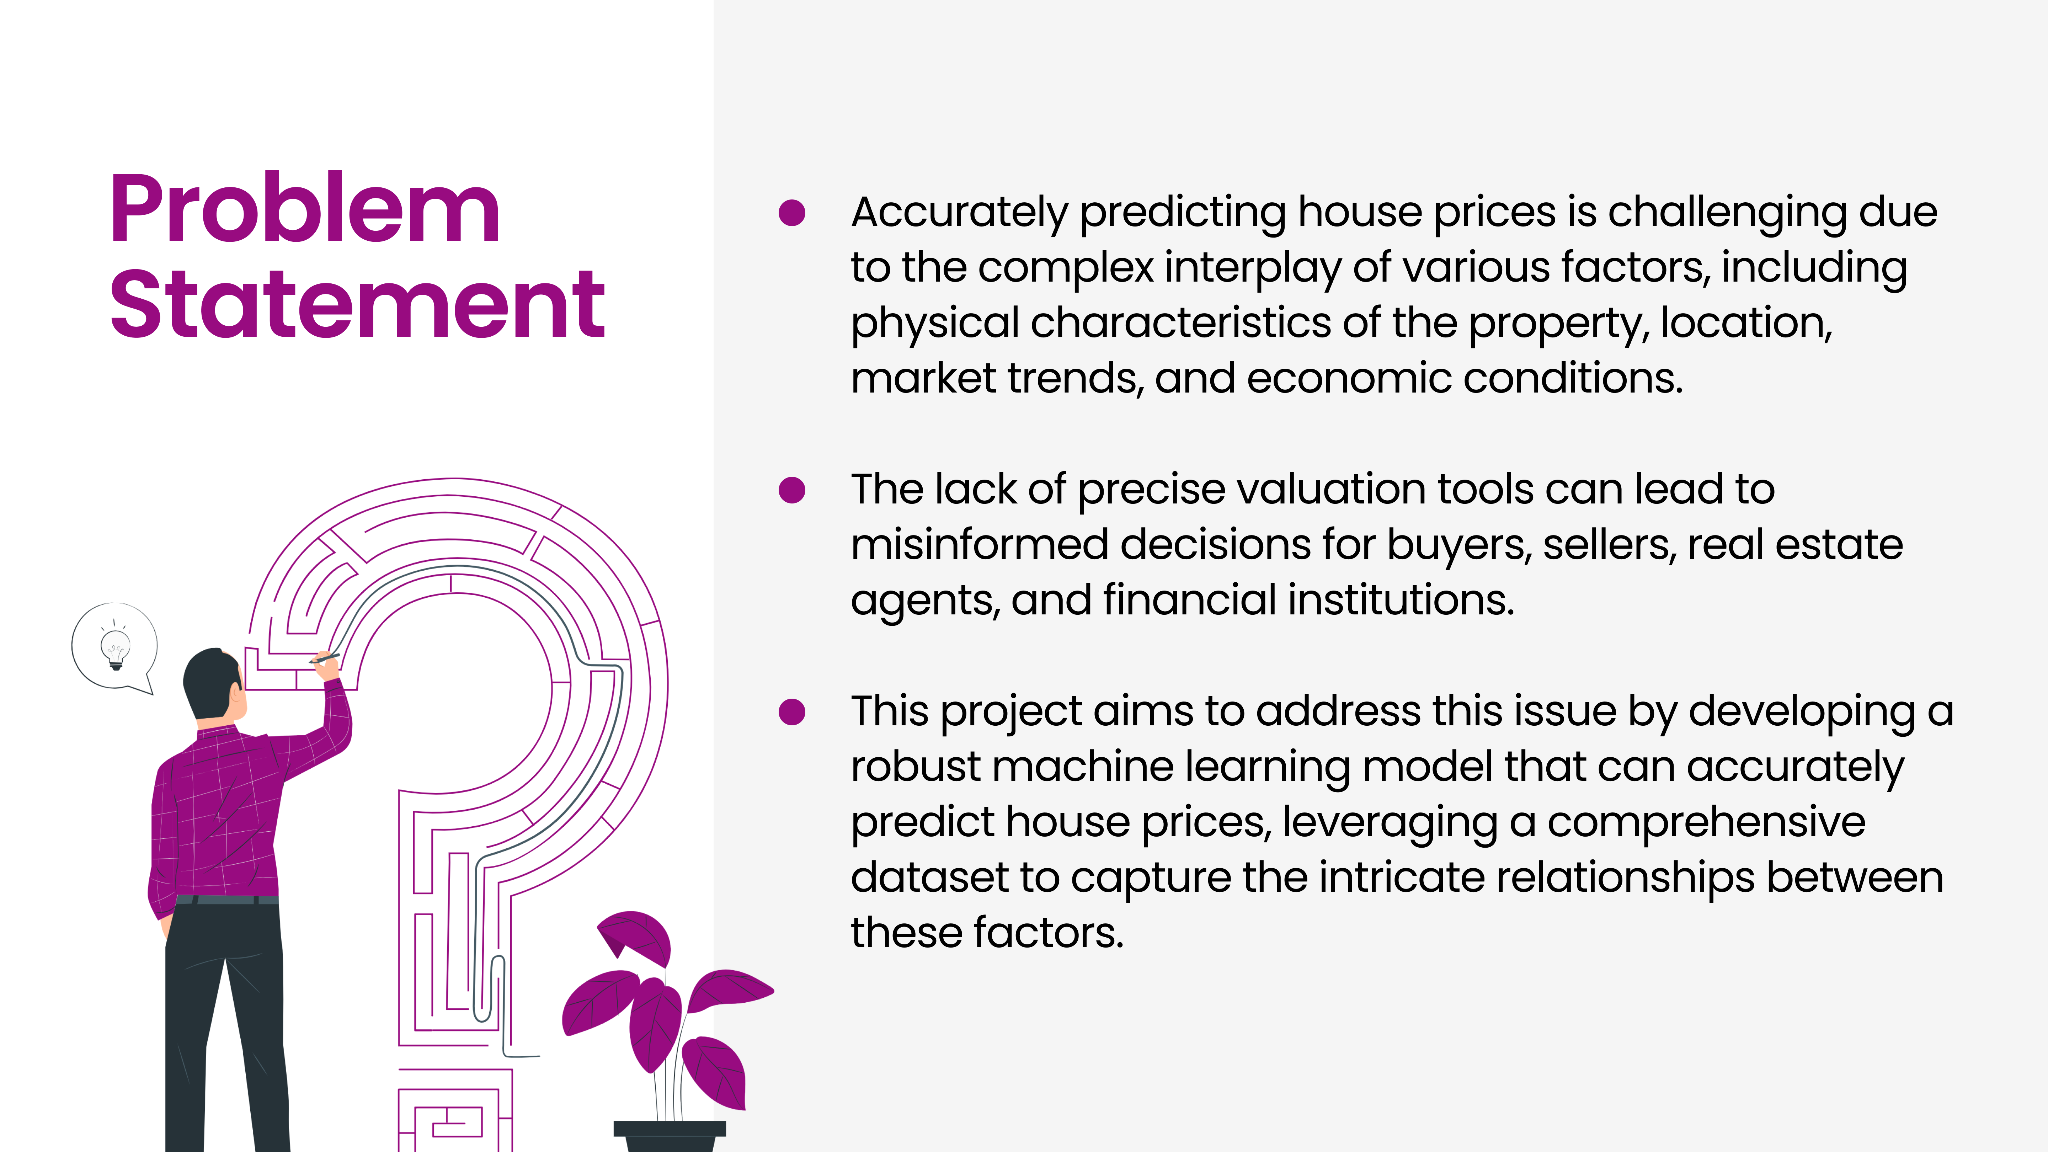 Problem
Statement
● Accurately predicting house prices is challenging due
to the complex interplay of various factors, including
physical characteristics of the property, location,
market trends, and economic conditions.
● The lack of precise valuation tools can lead to
misinformed decisions for buyers, sellers, real estate
agents, and financial institutions.
● This project aims to address this issue by developing a
robust machine learning model that can accurately
predict house prices, leveraging a comprehensive
dataset to capture the intricate relationships between
these factors.